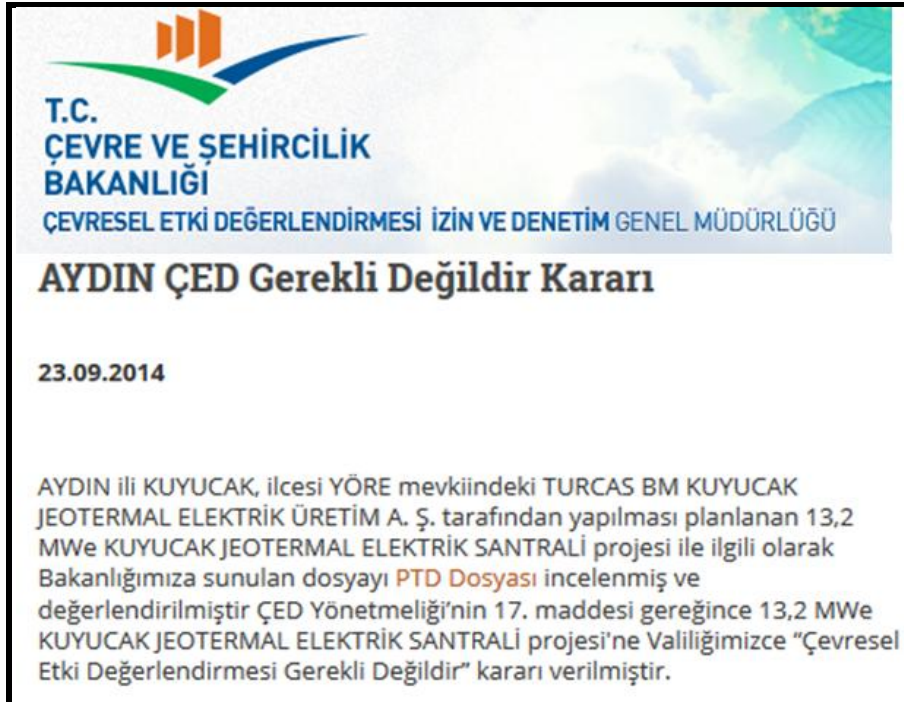 T.C.
ÇEVRE VE ŞEHİRCİLİK
BAKANLIĞI
ÇEVRESEL ETKİ DEĞERLENDİRMESİ İZİN VE DENETİM GENEL MÜDÜRLÜĞÜ
AYDIN ÇED Gerekli Değildir Kararı
23.09.2014
AYDIN ili KUYUCAK, ilcesi YÖRE mevkiindeki TURCAS BM KUYUCAK
JEOTERMAL ELEKTRİK ÜRETİM A. Ş. tarafından yapılması planlanan 13,2
MWe KUYUCAK JEOTERMAL ELEKTRİK SANTRALİ projesi ile ilgili olarak
Bakanlığımıza sunulan dosyayı PTD Dosyası incelenmiş ve
değerlendirilmiştir ÇED Yönetmeliği’nin 17. maddesi gereğince 13,2 MWe
KUYUCAK JEOTERMAL ELEKTRİK SANTRALİ projesi'ne Valiliğimizce “Çevresel
Etki Değerlendirmesi Gerekli Değildir” kararı verilmiştir.